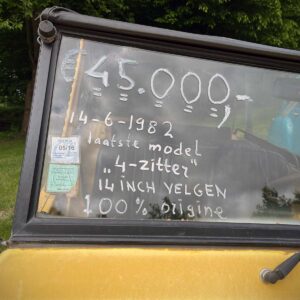 € 45.000,-
14-6-1982
laatste model
„4-zitter"
14 INCH VELGEN
100% origine